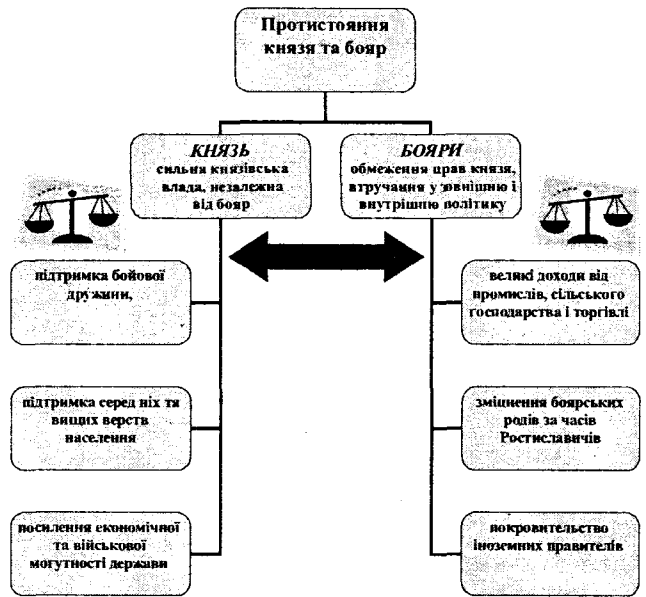 Протистояння
князя та бояр
КНЯЗЬ
сильна князівська
влада, незалежна
від бояр
БОЯРИ
обмеження прав князя,
втручання у зовнішню і
внутрішню політику
підтримка бойової
дружини,
підтримка серед ніх та
вищих верств
населення
посилення економічної
та військової
могутності держави
великі доходи від
промислів, сільського
господарства і торгівлі
зміцнення боярських
родів за часів
Ростиславичів
покровительство
іноземних правителів